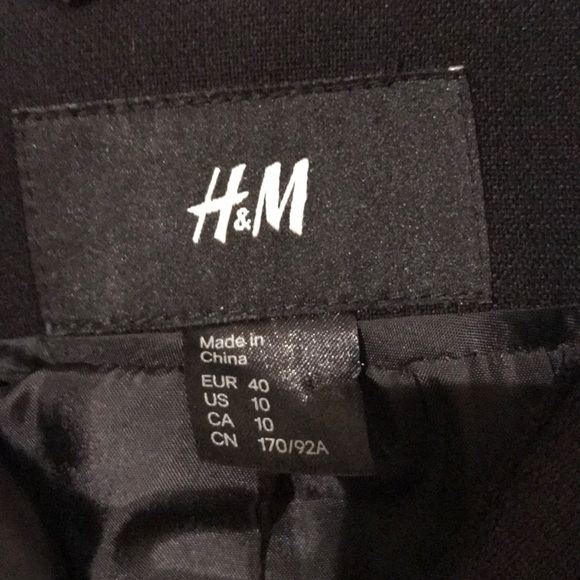 H&M
Made in
China
EUR 40
US 10
CA 10
CN 170/92A